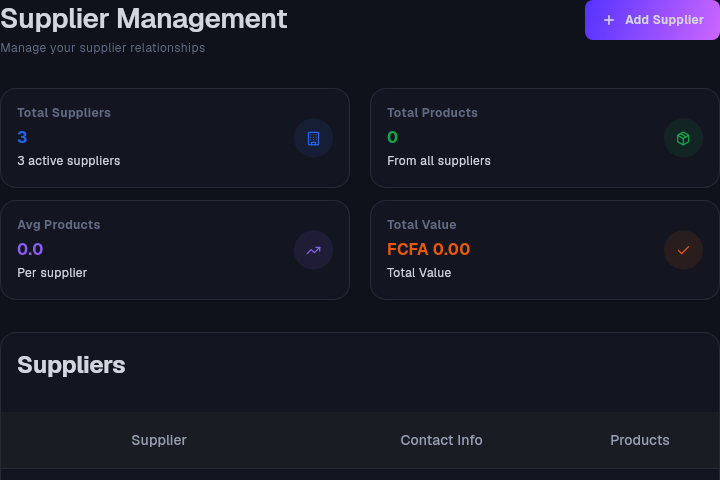 Supplier Management
Add Supplier
Manage your supplier relationships
Total Suppliers
3
3 active suppliers
Total Products
0
From all suppliers
Avg Products
0.0
Per supplier
Total Value
FCFA 0.00
Total Value
Suppliers
Supplier Contact Info Products